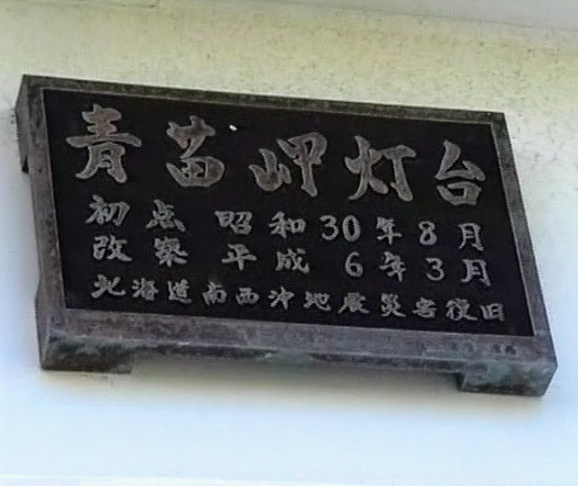 青苗岬灯台
初点 昭和30年8月
改築 平成 6年3月
北海道南西沖地震災害復旧